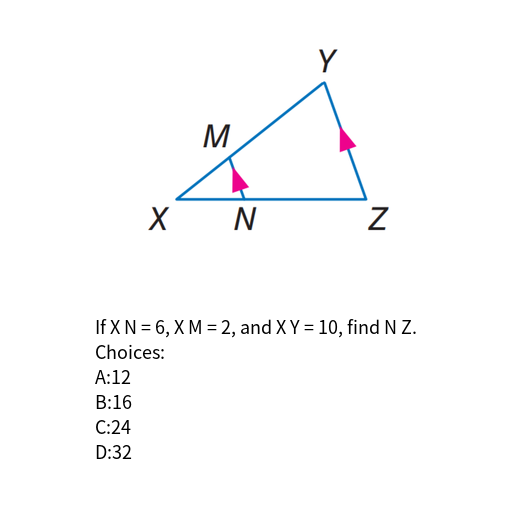 Y
M
X
N
Z
If X N = 6, X M = 2, and X Y = 10, find N Z.
Choices:
A:12
B:16
C:24
D:32